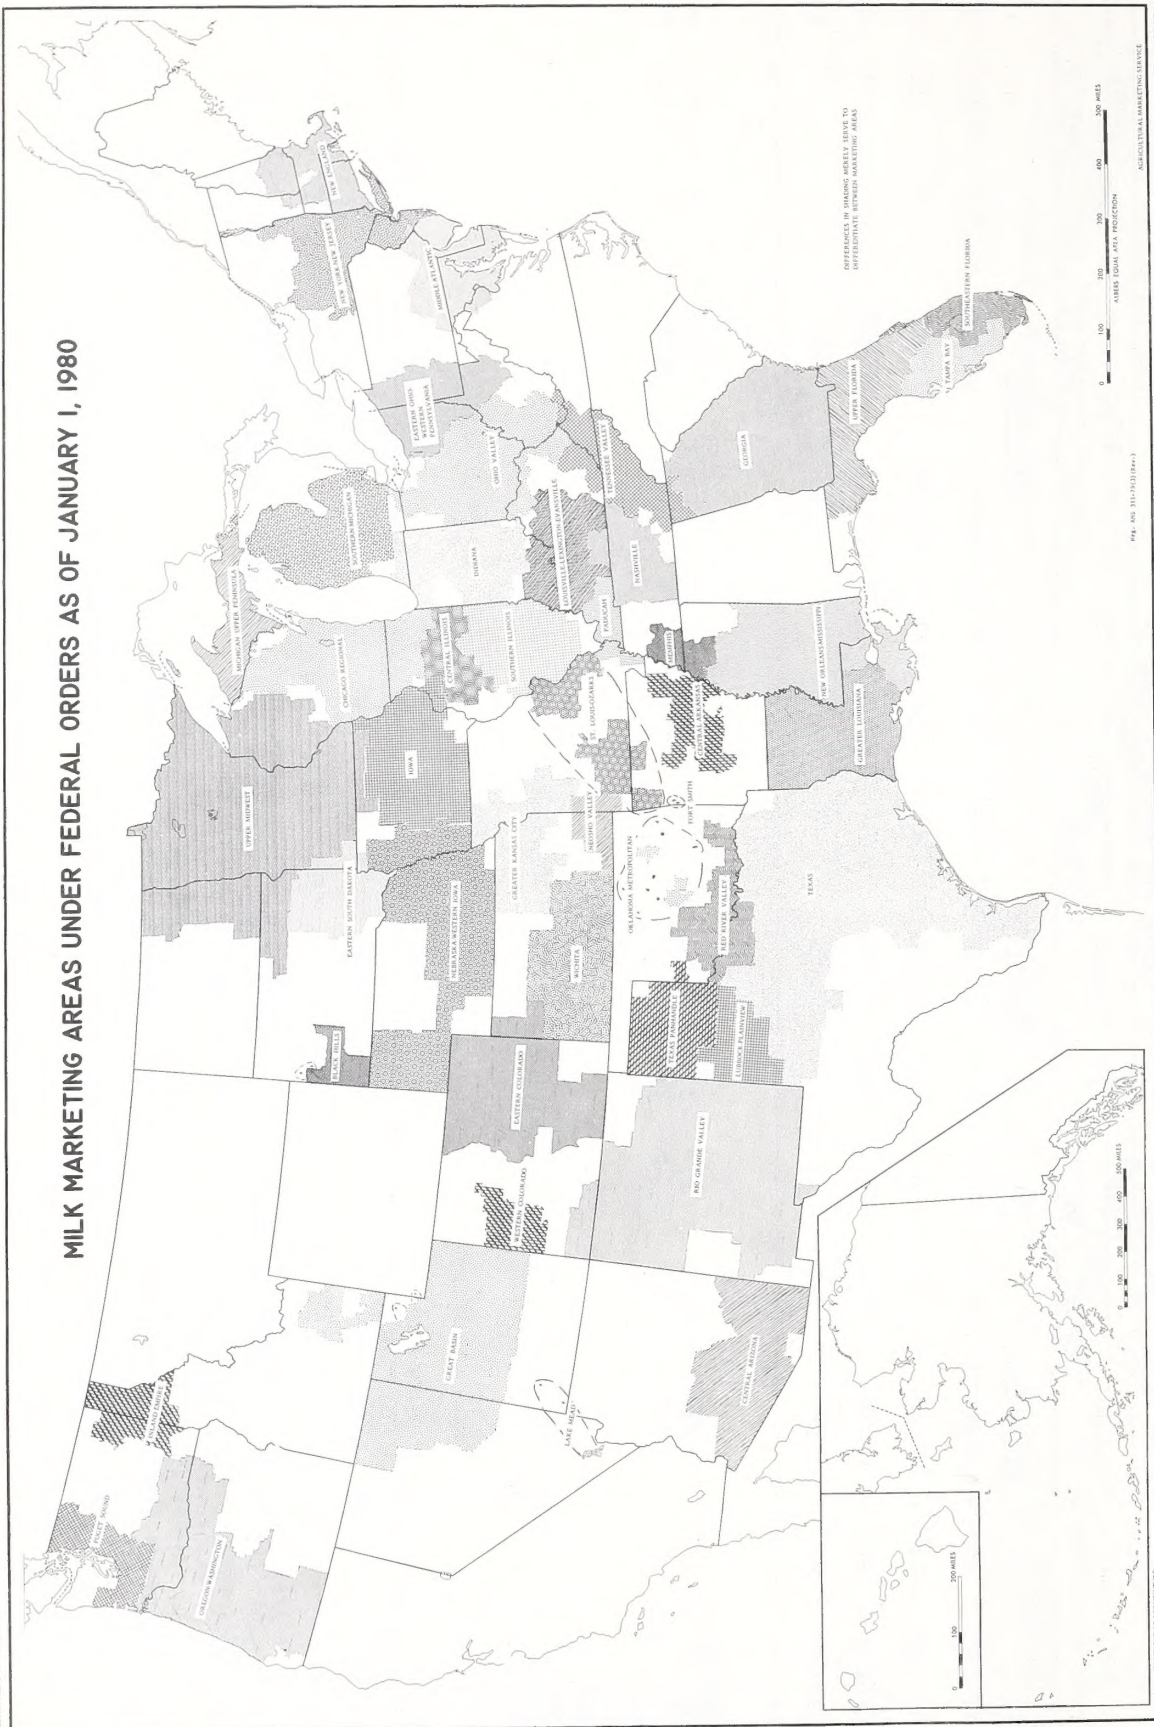 MILK MARKETING AREAS UNDER FEDERAL ORDERS AS OF JANUARY 1, 1980
PUGET SOUND
INLAND EMPIRE
OREGON-WASHINGTON
GREAT BASIN
LAKE MEAD
CENTRAL ARIZONA
WESTERN COLORADO
EASTERN COLORADO
RIO GRANDE VALLEY
BLACK HILLS
EASTERN SOUTH DAKOTA
UPPER MIDWEST
NEBRASKA-WESTERN IOWA
IOWA
GREATER KANSAS CITY
WICHITA
NEOSHO VALLEY
TEXAS PANHANDLE
LUBBOCK-PLAINVIEW
OKLAHOMA METROPOLITAN
RED RIVER VALLEY
TEXAS
FORT SMITH
CENTRAL ARKANSAS
ST. LOUIS-OZARKS
MEMPHIS
GREATER LOUISIANA
NEW ORLEANS-MISSISSIPPI
MICHIGAN UPPER PENINSULA
CHICAGO REGIONAL
CENTRAL ILLINOIS
SOUTHERN ILLINOIS
SOUTHERN MICHIGAN
INDIANA
LOUISVILLE-LEXINGTON-EVANSVILLE
PADUCAH
NASHVILLE
TENNESSEE VALLEY
OHIO VALLEY
EASTERN OHIO
WESTERN
PENNSYLVANIA
GEORGIA
UPPER FLORIDA
TAMPA BAY
SOUTHEASTERN FLORIDA
MIDDLE ATLANTIC
NEW YORK-NEW JERSEY
NEW ENGLAND
DIFFERENCES IN SHADING MERELY SERVE TO
DIFFERENTIATE BETWEEN MARKETING AREAS
0 100 200 300 400 500 MILES
ALBERS EQUAL AREA PROJECTION
AGRICULTURAL MARKETING SERVICE
0 100 200 MILES
0 100 200 300 400 500 MILES